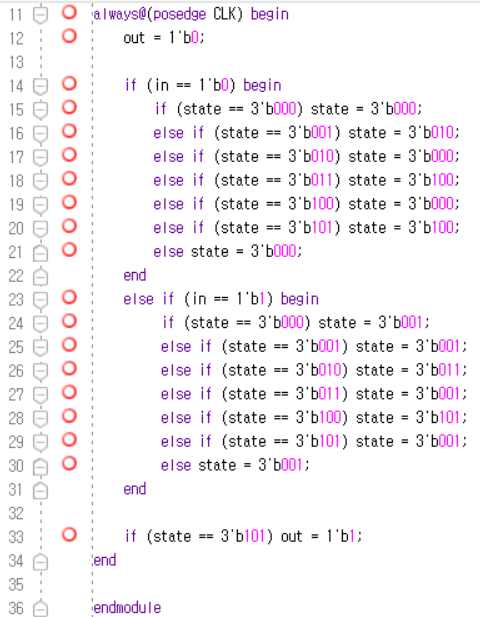 11 always@(posedge CLK) begin
12 out = 1'b0;
13
14 if (in == 1'b0) begin
15 if (state == 3'b000) state = 3'b000;
16 else if (state == 3'b001) state = 3'b010;
17 else if (state == 3'b010) state = 3'b000;
18 else if (state == 3'b011) state = 3'b100;
19 else if (state == 3'b100) state = 3'b000;
20 else if (state == 3'b101) state = 3'b100;
21 else state = 3'b000;
22 end
23 else if (in == 1'b1) begin
24 if (state == 3'b000) state = 3'b001;
25 else if (state == 3'b001) state = 3'b001;
26 else if (state == 3'b010) state = 3'b011;
27 else if (state == 3'b011) state = 3'b001;
28 else if (state == 3'b100) state = 3'b101;
29 else if (state == 3'b101) state = 3'b001;
30 else state = 3'b001;
31 end
32
33 if (state == 3'b101) out = 1'b1;
34 end
35
36 endmodule